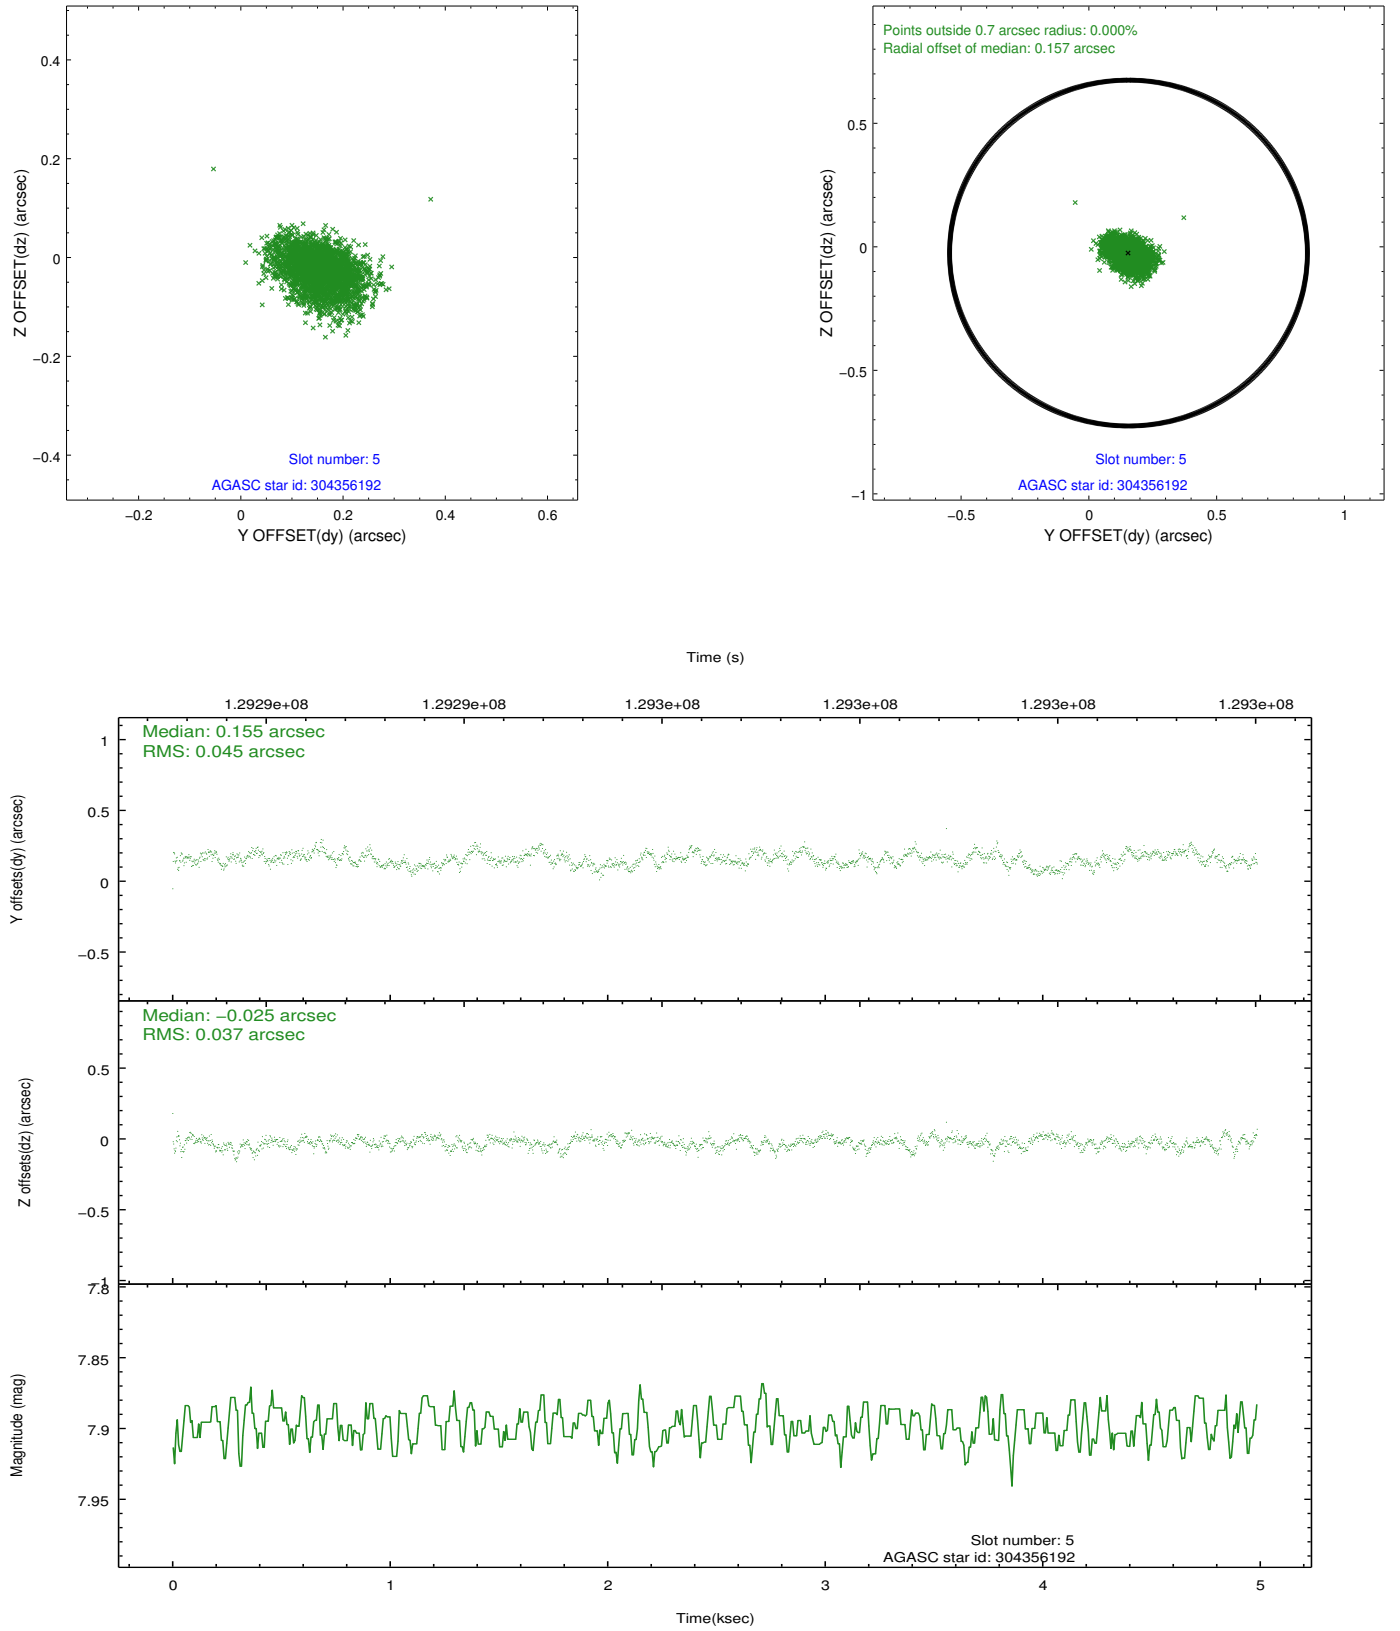 0.4
0.2
0
−0.2
−0.4
Z OFFSET(dz) (arcsec)
Slot number: 5
AGASC star id: 304356192
−0.2 0 0.2 0.4 0.6
Y OFFSET(dy) (arcsec)
Points outside 0.7 arcsec radius: 0.000%
Radial offset of median: 0.157 arcsec
0.5
0
−0.5
−1
Z OFFSET(dz) (arcsec)
Slot number: 5
AGASC star id: 304356192
−0.5 0 0.5 1
Y OFFSET(dy) (arcsec)
Time (s)
1.2929e+08 1.2929e+08 1.293e+08 1.293e+08 1.293e+08 1.293e+08
Median: 0.155 arcsec
RMS: 0.045 arcsec
1
0.5
0
−0.5
Y offsets(dy) (arcsec)
Median: −0.025 arcsec
RMS: 0.037 arcsec
0.5
0
−0.5
−1
Z offsets(dz) (arcsec)
7.8
7.85
7.9
7.95
Magnitude (mag)
Slot number: 5
AGASC star id: 304356192
0 1 2 3 4 5
Time(ksec)